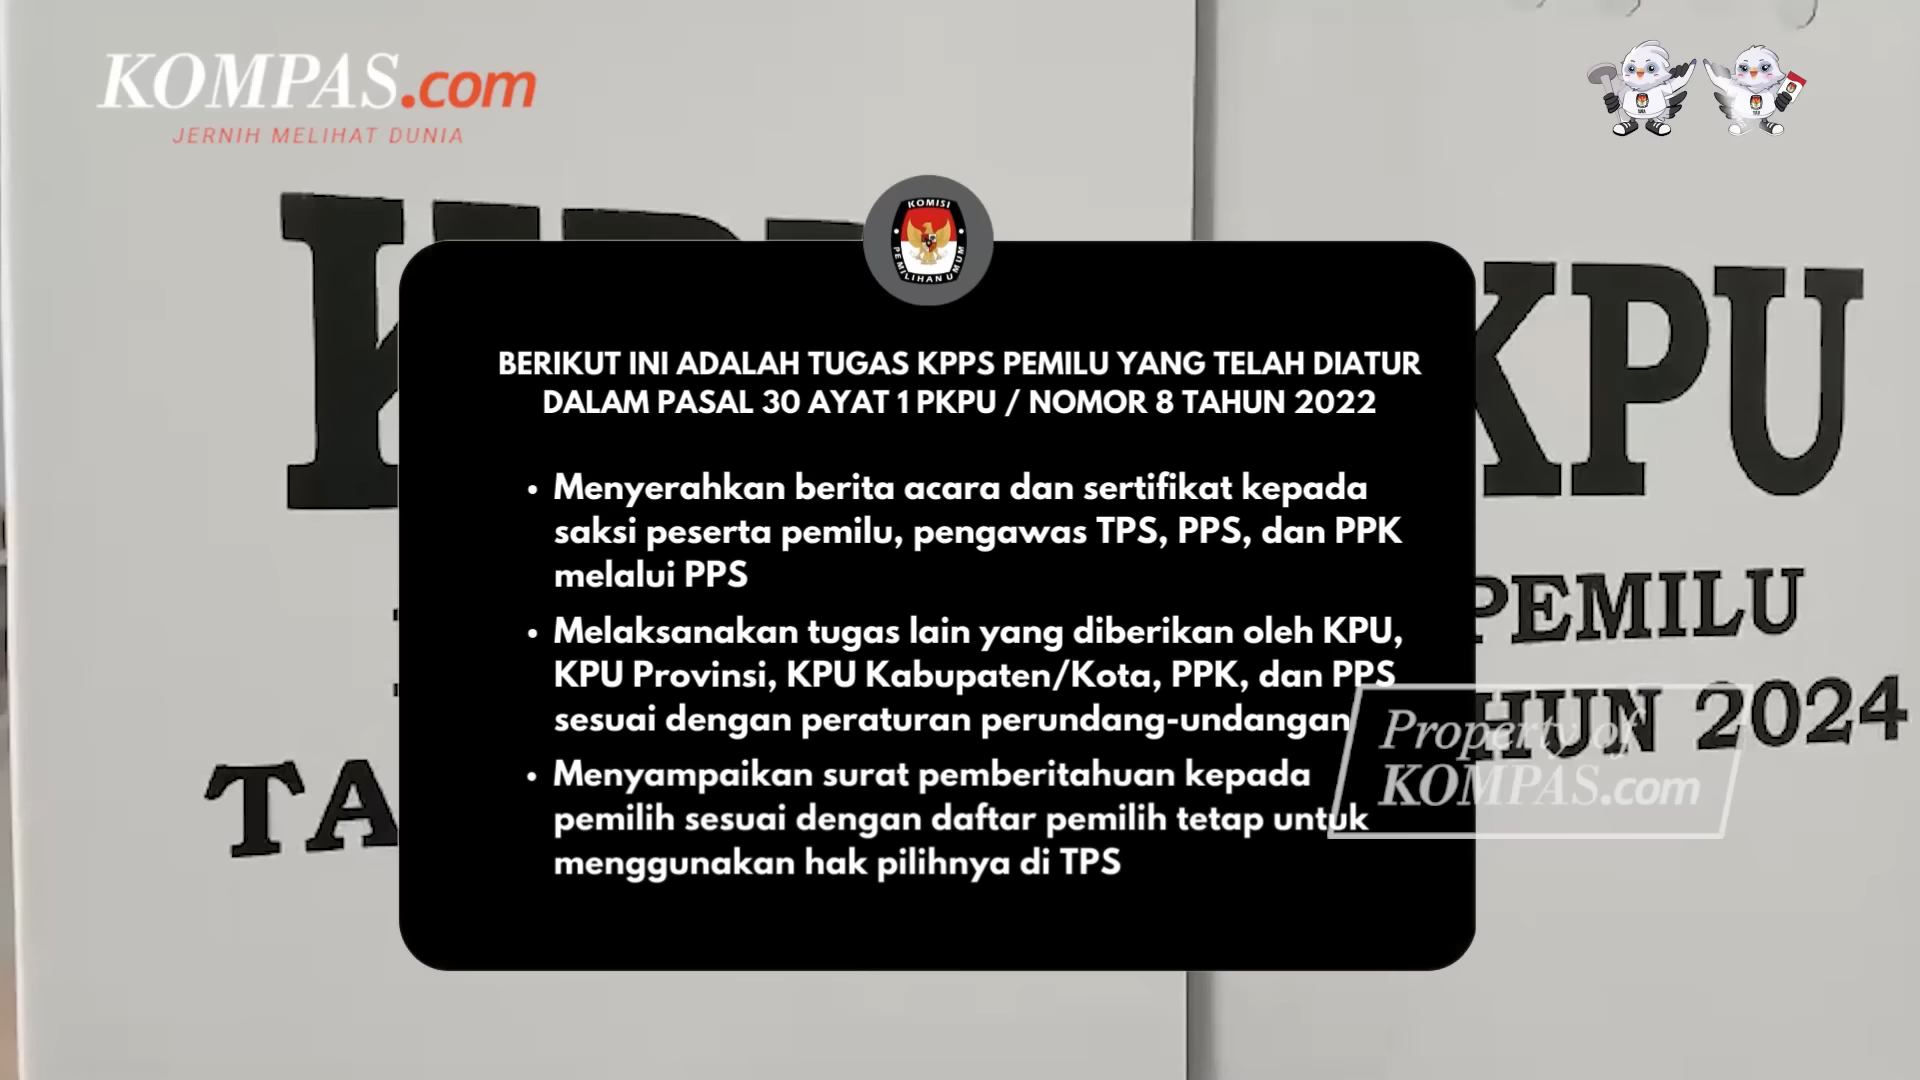 KOMPAS.com
JERNIH MELIHAT DUNIA
KOMISI
PEMILIHAN UMUM
BERIKUT INI ADALAH TUGAS KPPS PEMILU YANG TELAH DIATUR
DALAM PASAL 30 AYAT 1 PKPU / NOMOR 8 TAHUN 2022
• Menyerahkan berita acara dan sertifikat kepada
saksi peserta pemilu, pengawas TPS, PPS, dan PPK
melalui PPS
• Melaksanakan tugas lain yang diberikan oleh KPU,
KPU Provinsi, KPU Kabupaten/Kota, PPK, dan PPS
sesuai dengan peraturan perundang-undangan
• Menyampaikan surat pemberitahuan kepada
pemilih sesuai dengan daftar pemilih tetap untuk
menggunakan hak pilihnya di TPS
KPU
PEMILU
HUN 2024
TA
Property of
KOMPAS.com